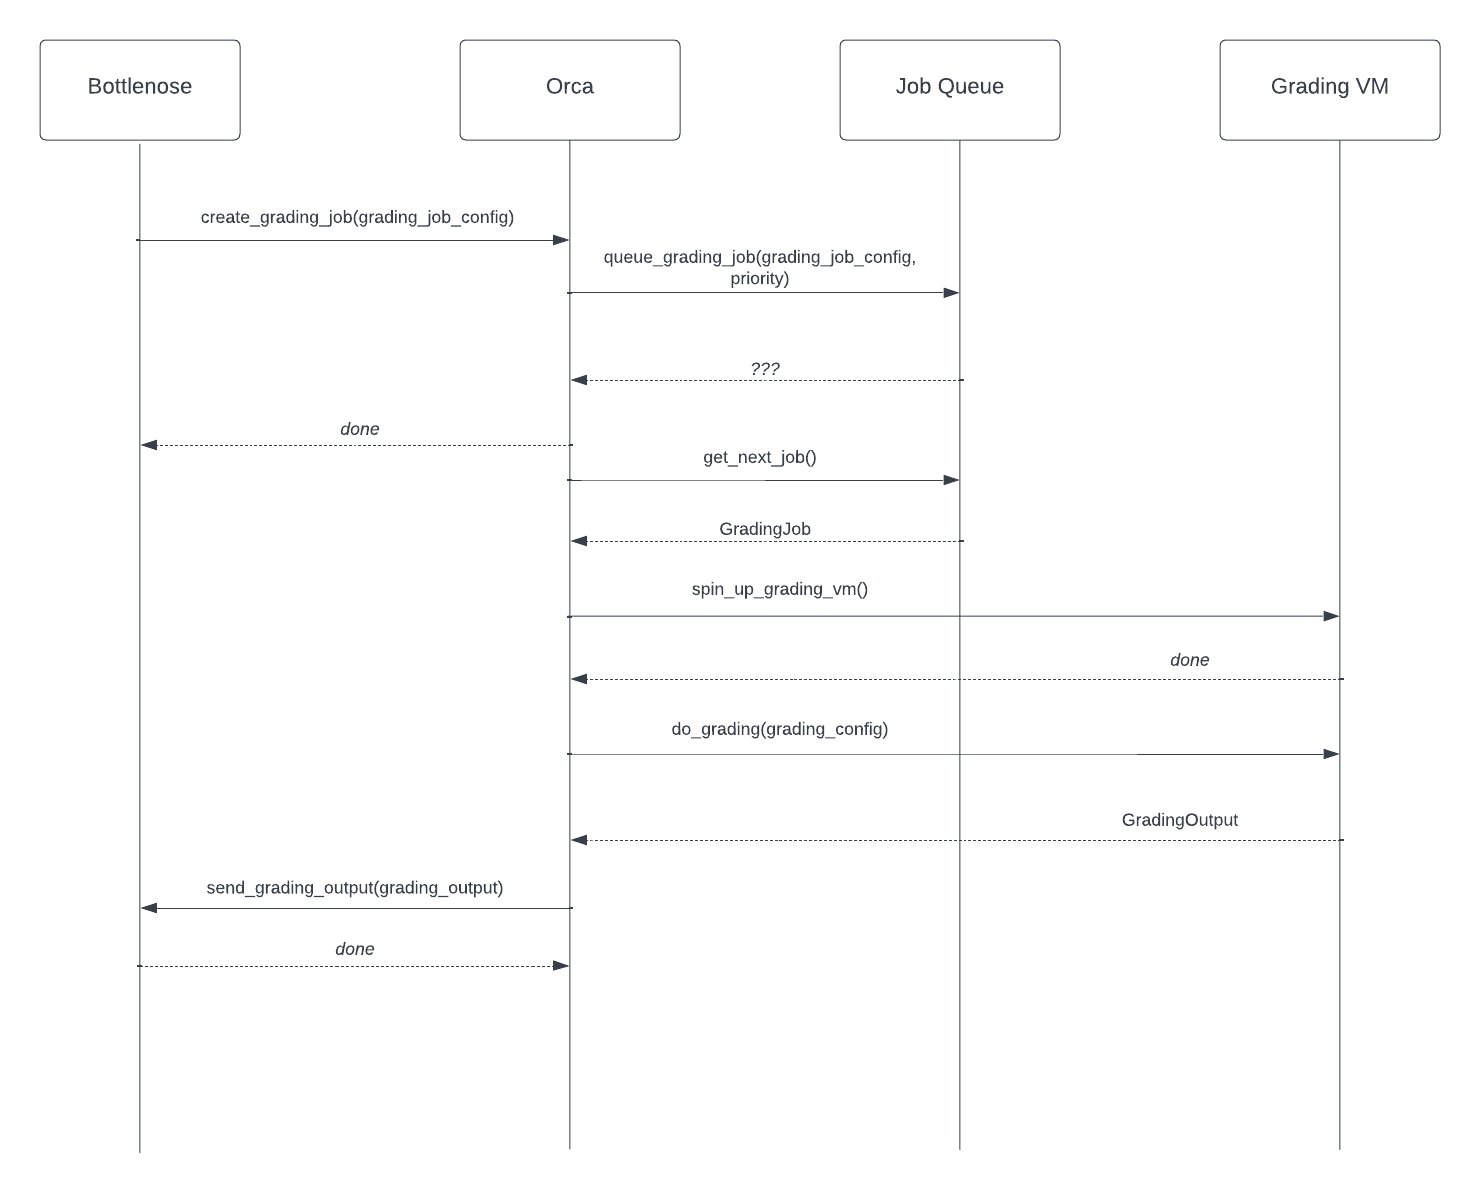 Bottlenose
Orca
Job Queue
Grading VM
create_grading_job(grading_job_config)
queue_grading_job(grading_job_config,
priority)
???
done
get_next_job()
GradingJob
spin_up_grading_vm()
done
do_grading(grading_config)
GradingOutput
send_grading_output(grading_output)
done